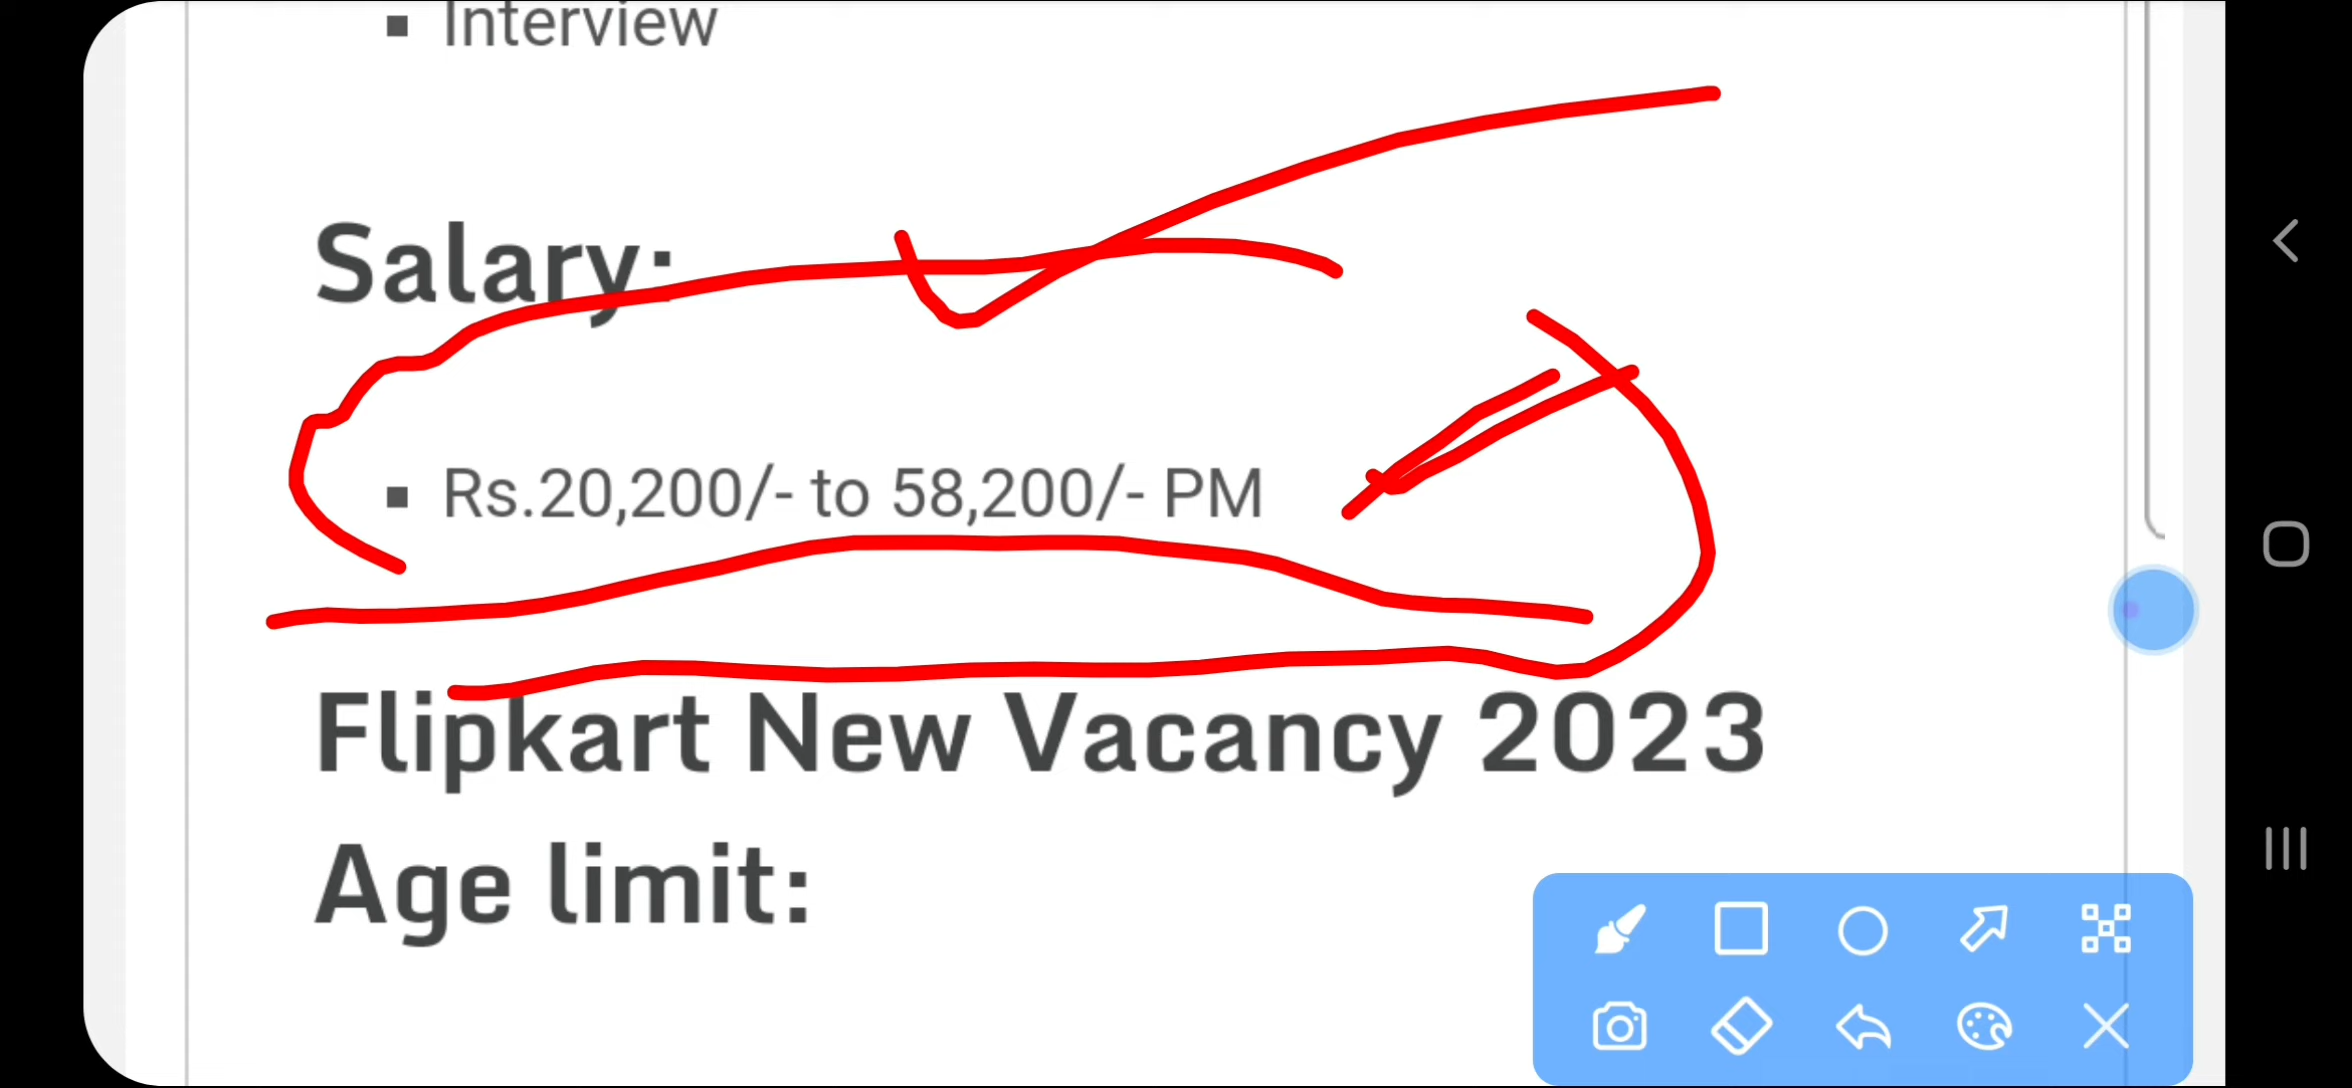 Interview
Salary:
Rs.20,200/- to 58,200/- PM
Flipkart New Vacancy 2023
Age limit: